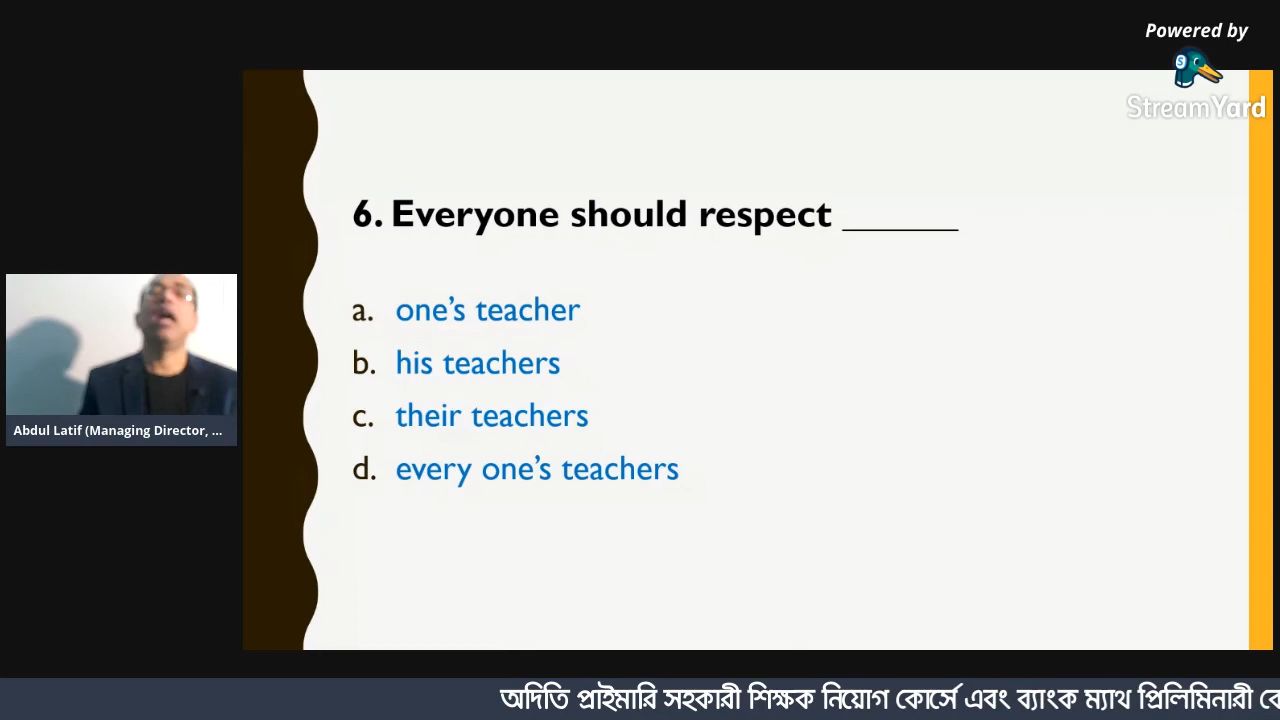 Powered by
StreamYard
6. Everyone should respect ______
a. one’s teacher
b. his teachers
c. their teachers
d. every one’s teachers
Abdul Latif (Managing Director, ...
অদিতি প্রাইমারি সহকারী শিক্ষক নিয়োগ কোর্সে এবং ব্যাংক ম্যাথ প্রিলিমিনারী